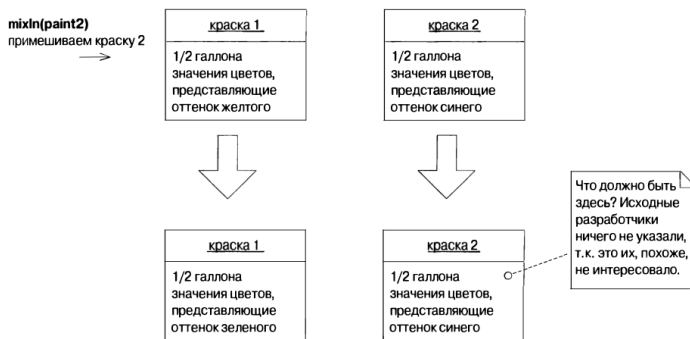 mixIn(paint2)
примешиваем краску 2
краска 1
1/2 галлона
значения цветов,
представляющие
оттенок желтого
краска 2
1/2 галлона
значения цветов,
представляющие
оттенок синего
Что должно быть
здесь? Исходные
разработчики
ничего не указали,
т.к. это их, похоже,
не интересовало.
краска 1
1/2 галлона
значения цветов,
представляющие
оттенок зеленого
краска 2
1/2 галлона
значения цветов,
представляющие
оттенок синего